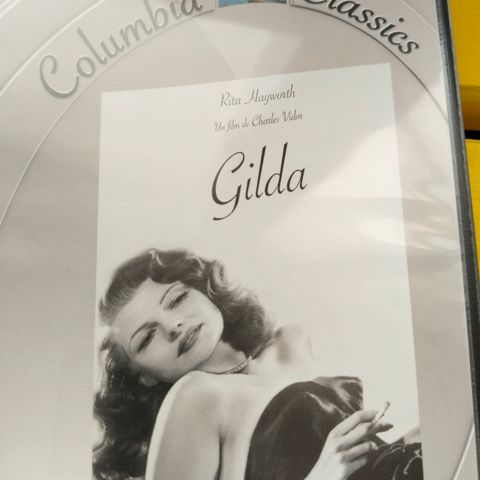 Columbia Classics
Rita Hayworth
Un film de Charles Vidor
Gilda